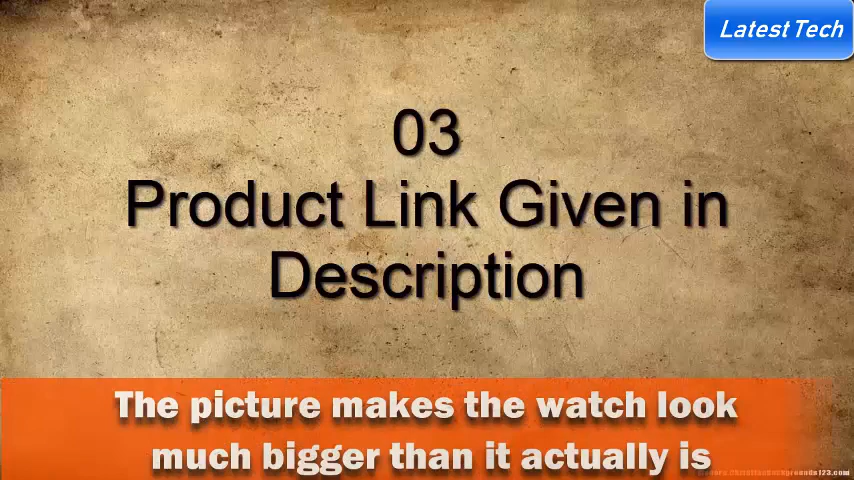 Latest Tech
03
Product Link Given in
Description
The picture makes the watch look
much bigger than it actually is